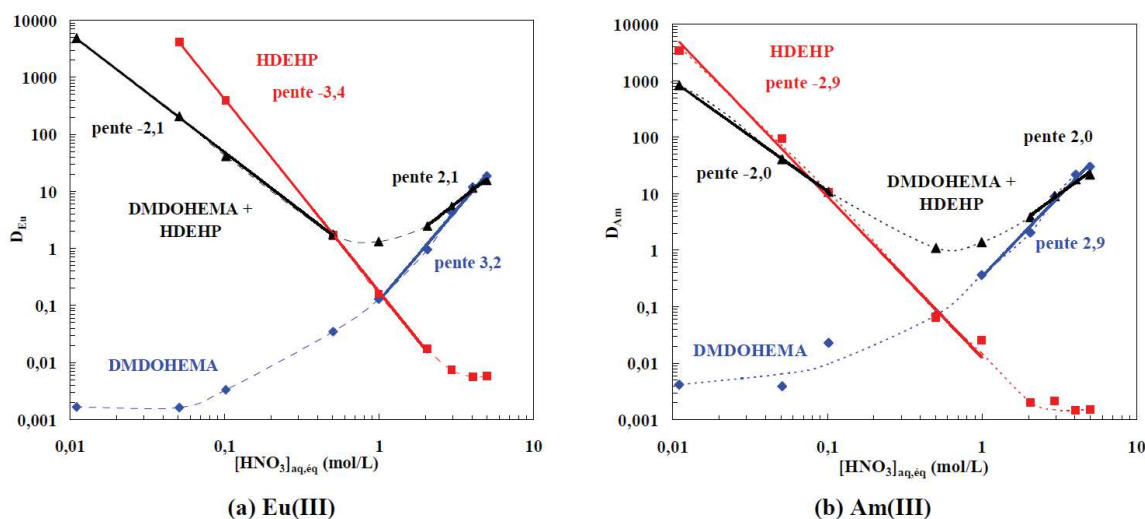 10000
1000
100
10
1
0,1
0,01
0,001
D_Eu
HDEHP
pente -3,4
pente -2,1
pente 2,1
DMDOHEMA +
HDEHP
pente 3,2
DMDOHEMA
0,01 0,1 1 10
[HNO₃]aq,éq (mol/L)
(a) Eu(III)
10000
1000
100
10
1
0,1
0,01
0,001
D_Am
HDEHP
pente -2,9
pente 2,0
pente -2,0
DMDOHEMA +
HDEHP
pente 2,9
DMDOHEMA
0,01 0,1 1 10
[HNO₃]aq,éq (mol/L)
(b) Am(III)